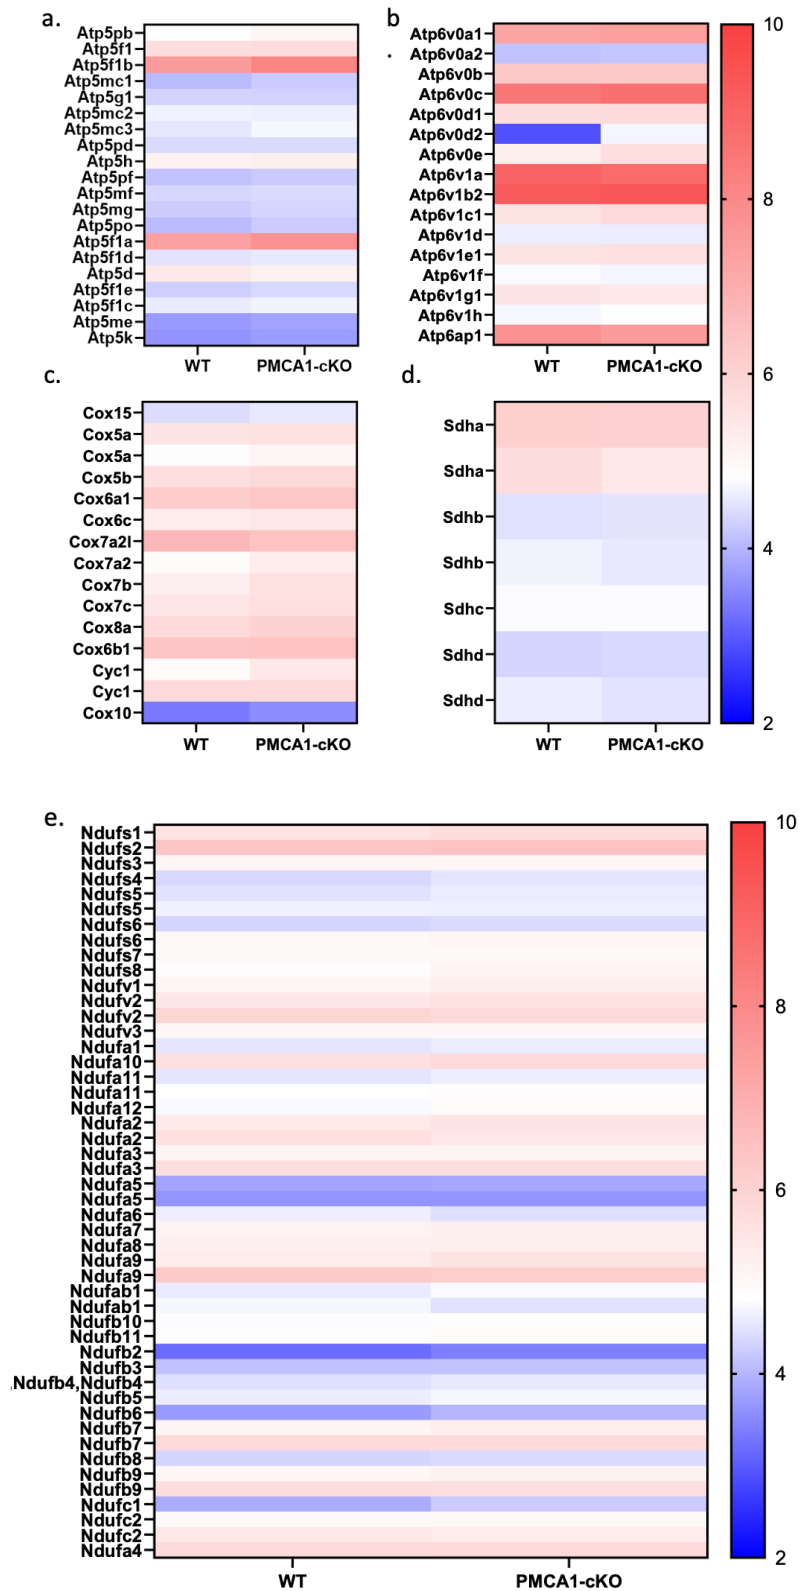 a.
Atp5pb
Atp5f1
Atp5f1b
Atp5mc1
Atp5g1
Atp5mc2
Atp5mc3
Atp5pd
Atp5h
Atp5pf
Atp5mf
Atp5mg
Atp5po
Atp5f1a
Atp5f1d
Atp5d
Atp5f1e
Atp5f1c
Atp5me
Atp5k
WT PMCA1-cKO
b.
Atp6v0a1
Atp6v0a2
Atp6v0b
Atp6v0c
Atp6v0d1
Atp6v0d2
Atp6v0e
Atp6v1a
Atp6v1b2
Atp6v1c1
Atp6v1d
Atp6v1e1
Atp6v1f
Atp6v1g1
Atp6v1h
Atp6ap1
WT PMCA1-cKO
c.
Cox15
Cox5a
Cox5a
Cox5b
Cox6a1
Cox6c
Cox7a2l
Cox7a2
Cox7b
Cox7c
Cox8a
Cox6b1
Cyc1
Cyc1
Cox10
WT PMCA1-cKO
d.
Sdha
Sdha
Sdhb
Sdhb
Sdhc
Sdhd
Sdhd
WT PMCA1-cKO
10
8
6
4
2
e.
Ndufs1
Ndufs2
Ndufs3
Ndufs4
Ndufs5
Ndufs5
Ndufs6
Ndufs6
Ndufs7
Ndufs8
Ndufv1
Ndufv2
Ndufv2
Ndufv3
Ndufa1
Ndufa10
Ndufa11
Ndufa11
Ndufa12
Ndufa2
Ndufa2
Ndufa3
Ndufa3
Ndufa5
Ndufa5
Ndufa6
Ndufa7
Ndufa8
Ndufa9
Ndufa9
Ndufab1
Ndufab1
Ndufb10
Ndufb11
Ndufb2
Ndufb3
,Ndufb4,Ndufb4
Ndufb5
Ndufb6
Ndufb7
Ndufb7
Ndufb8
Ndufb9
Ndufb9
Ndufc1
Ndufc2
Ndufc2
Ndufa4
WT PMCA1-cKO
10
8
6
4
2